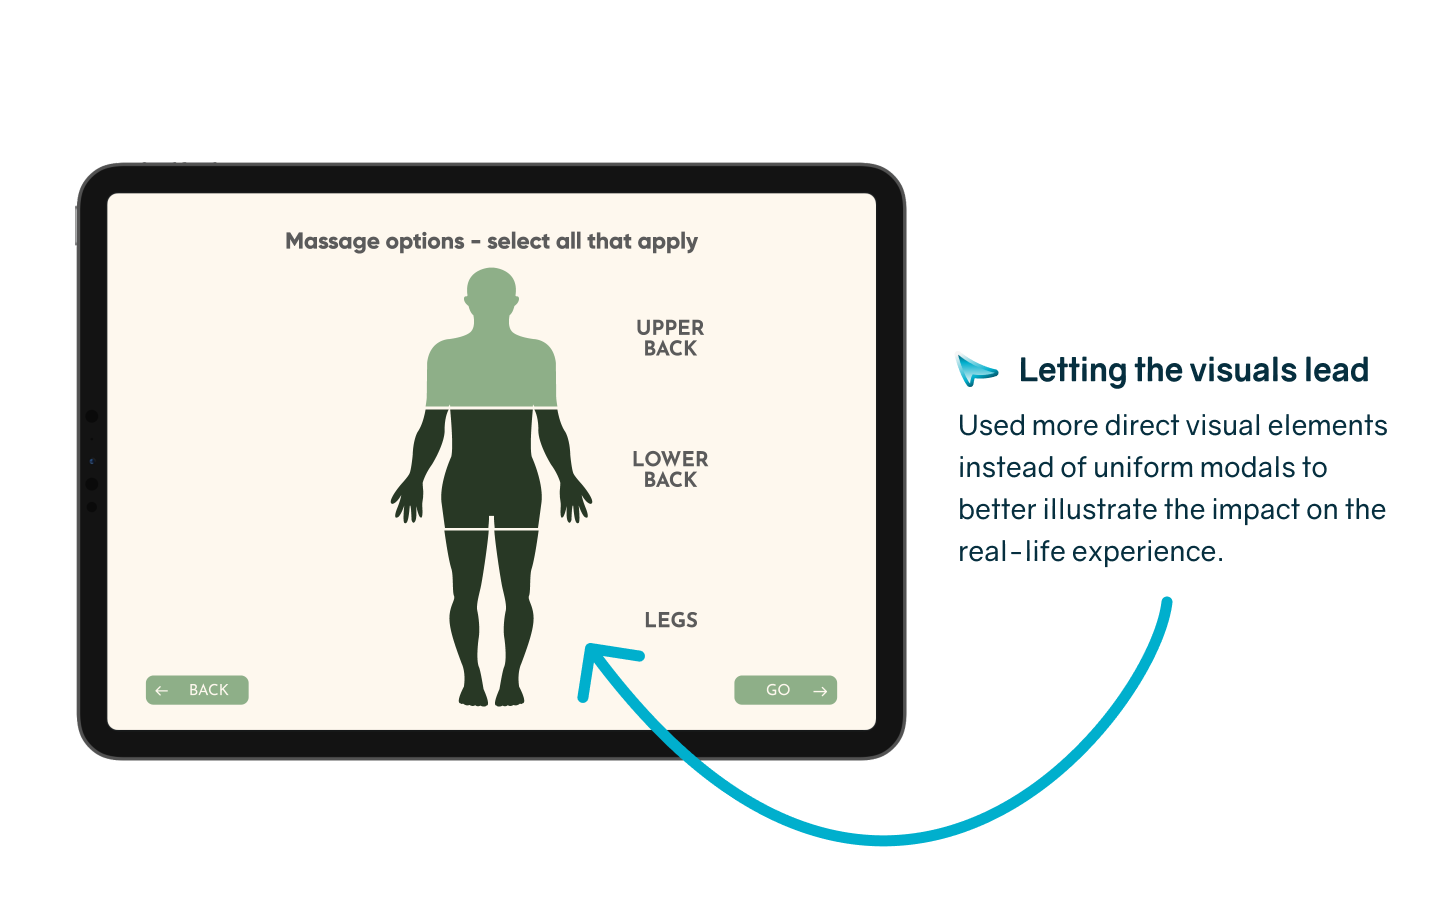 Massage options - select all that apply
UPPER
BACK
LOWER
BACK
LEGS
BACK
GO
Letting the visuals lead
Used more direct visual elements
instead of uniform modals to
better illustrate the impact on the
real-life experience.